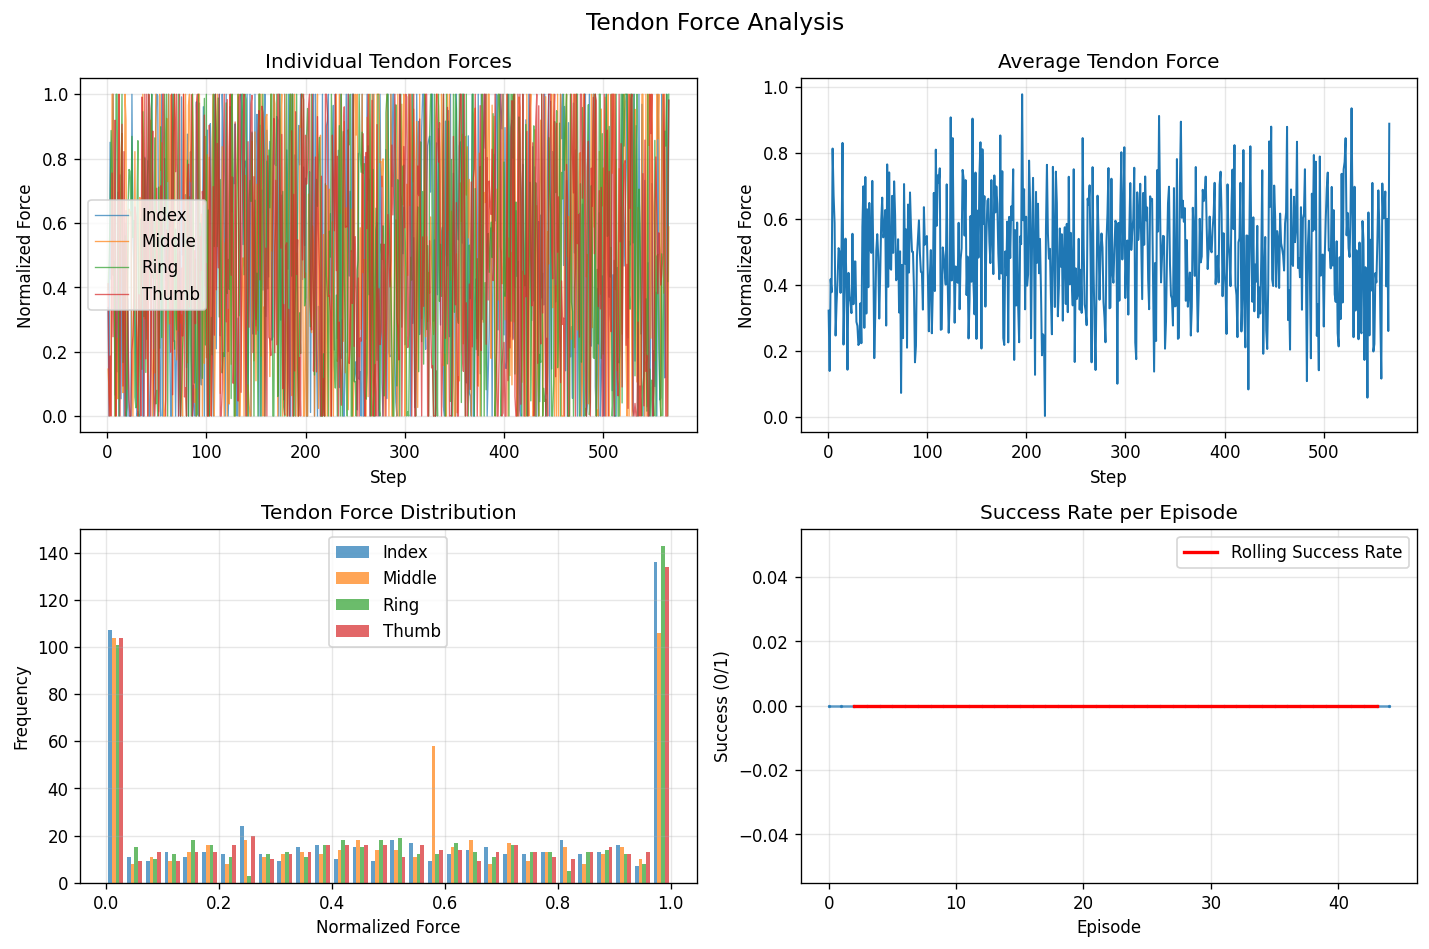 Tendon Force Analysis
Individual Tendon Forces
Normalized Force
1.0
0.8
0.6
0.4
0.2
0.0
Index
Middle
Ring
Thumb
0 100 200 300 400 500
Step
Average Tendon Force
Normalized Force
1.0
0.8
0.6
0.4
0.2
0.0
0 100 200 300 400 500
Step
Tendon Force Distribution
Frequency
140
120
100
80
60
40
20
0
Index
Middle
Ring
Thumb
0.0 0.2 0.4 0.6 0.8 1.0
Normalized Force
Success Rate per Episode
Success (0/1)
0.04
0.02
0.00
−0.02
−0.04
Rolling Success Rate
0 10 20 30 40
Episode